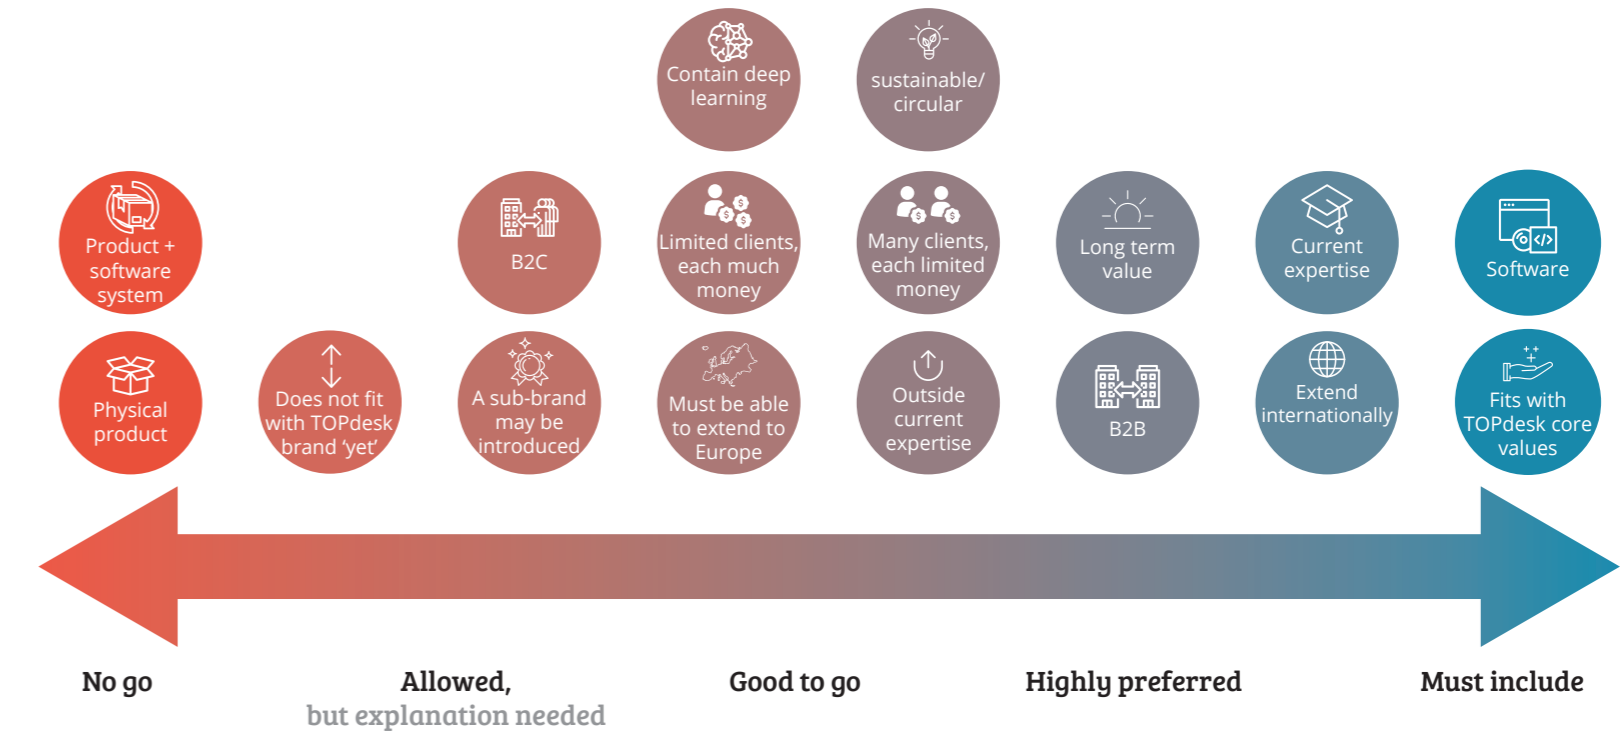 Contain deep
learning
sustainable/
circular
Product +
software
system
B2C
Limited clients,
each much
money
Many clients,
each limited
money
Long term
value
Current
expertise
Software
Physical
product
Does not fit
with TOPdesk
brand ‘yet’
A sub-brand
may be
introduced
Must be able
to extend to
Europe
Outside
current
expertise
B2B
Extend
internationally
Fits with
TOPdesk core
values
No go
Allowed,
but explanation needed
Good to go
Highly preferred
Must include